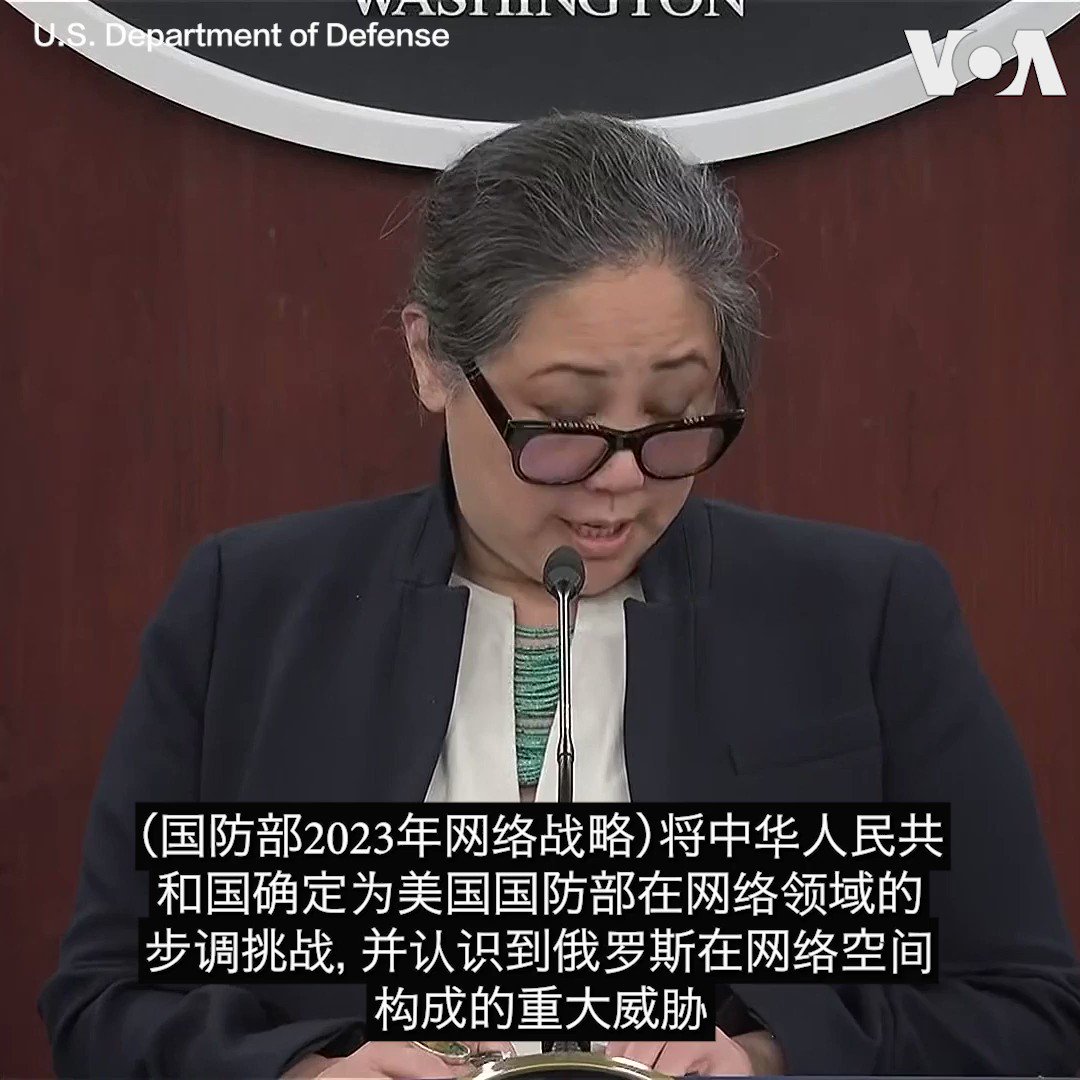 WASHINGTON
U.S. Department of Defense
VOA
(国防部2023年网络战略)将中华人民共
和国确定为美国国防部在网络领域的
步调挑战, 并认识到俄罗斯在网络空间
构成的重大威胁